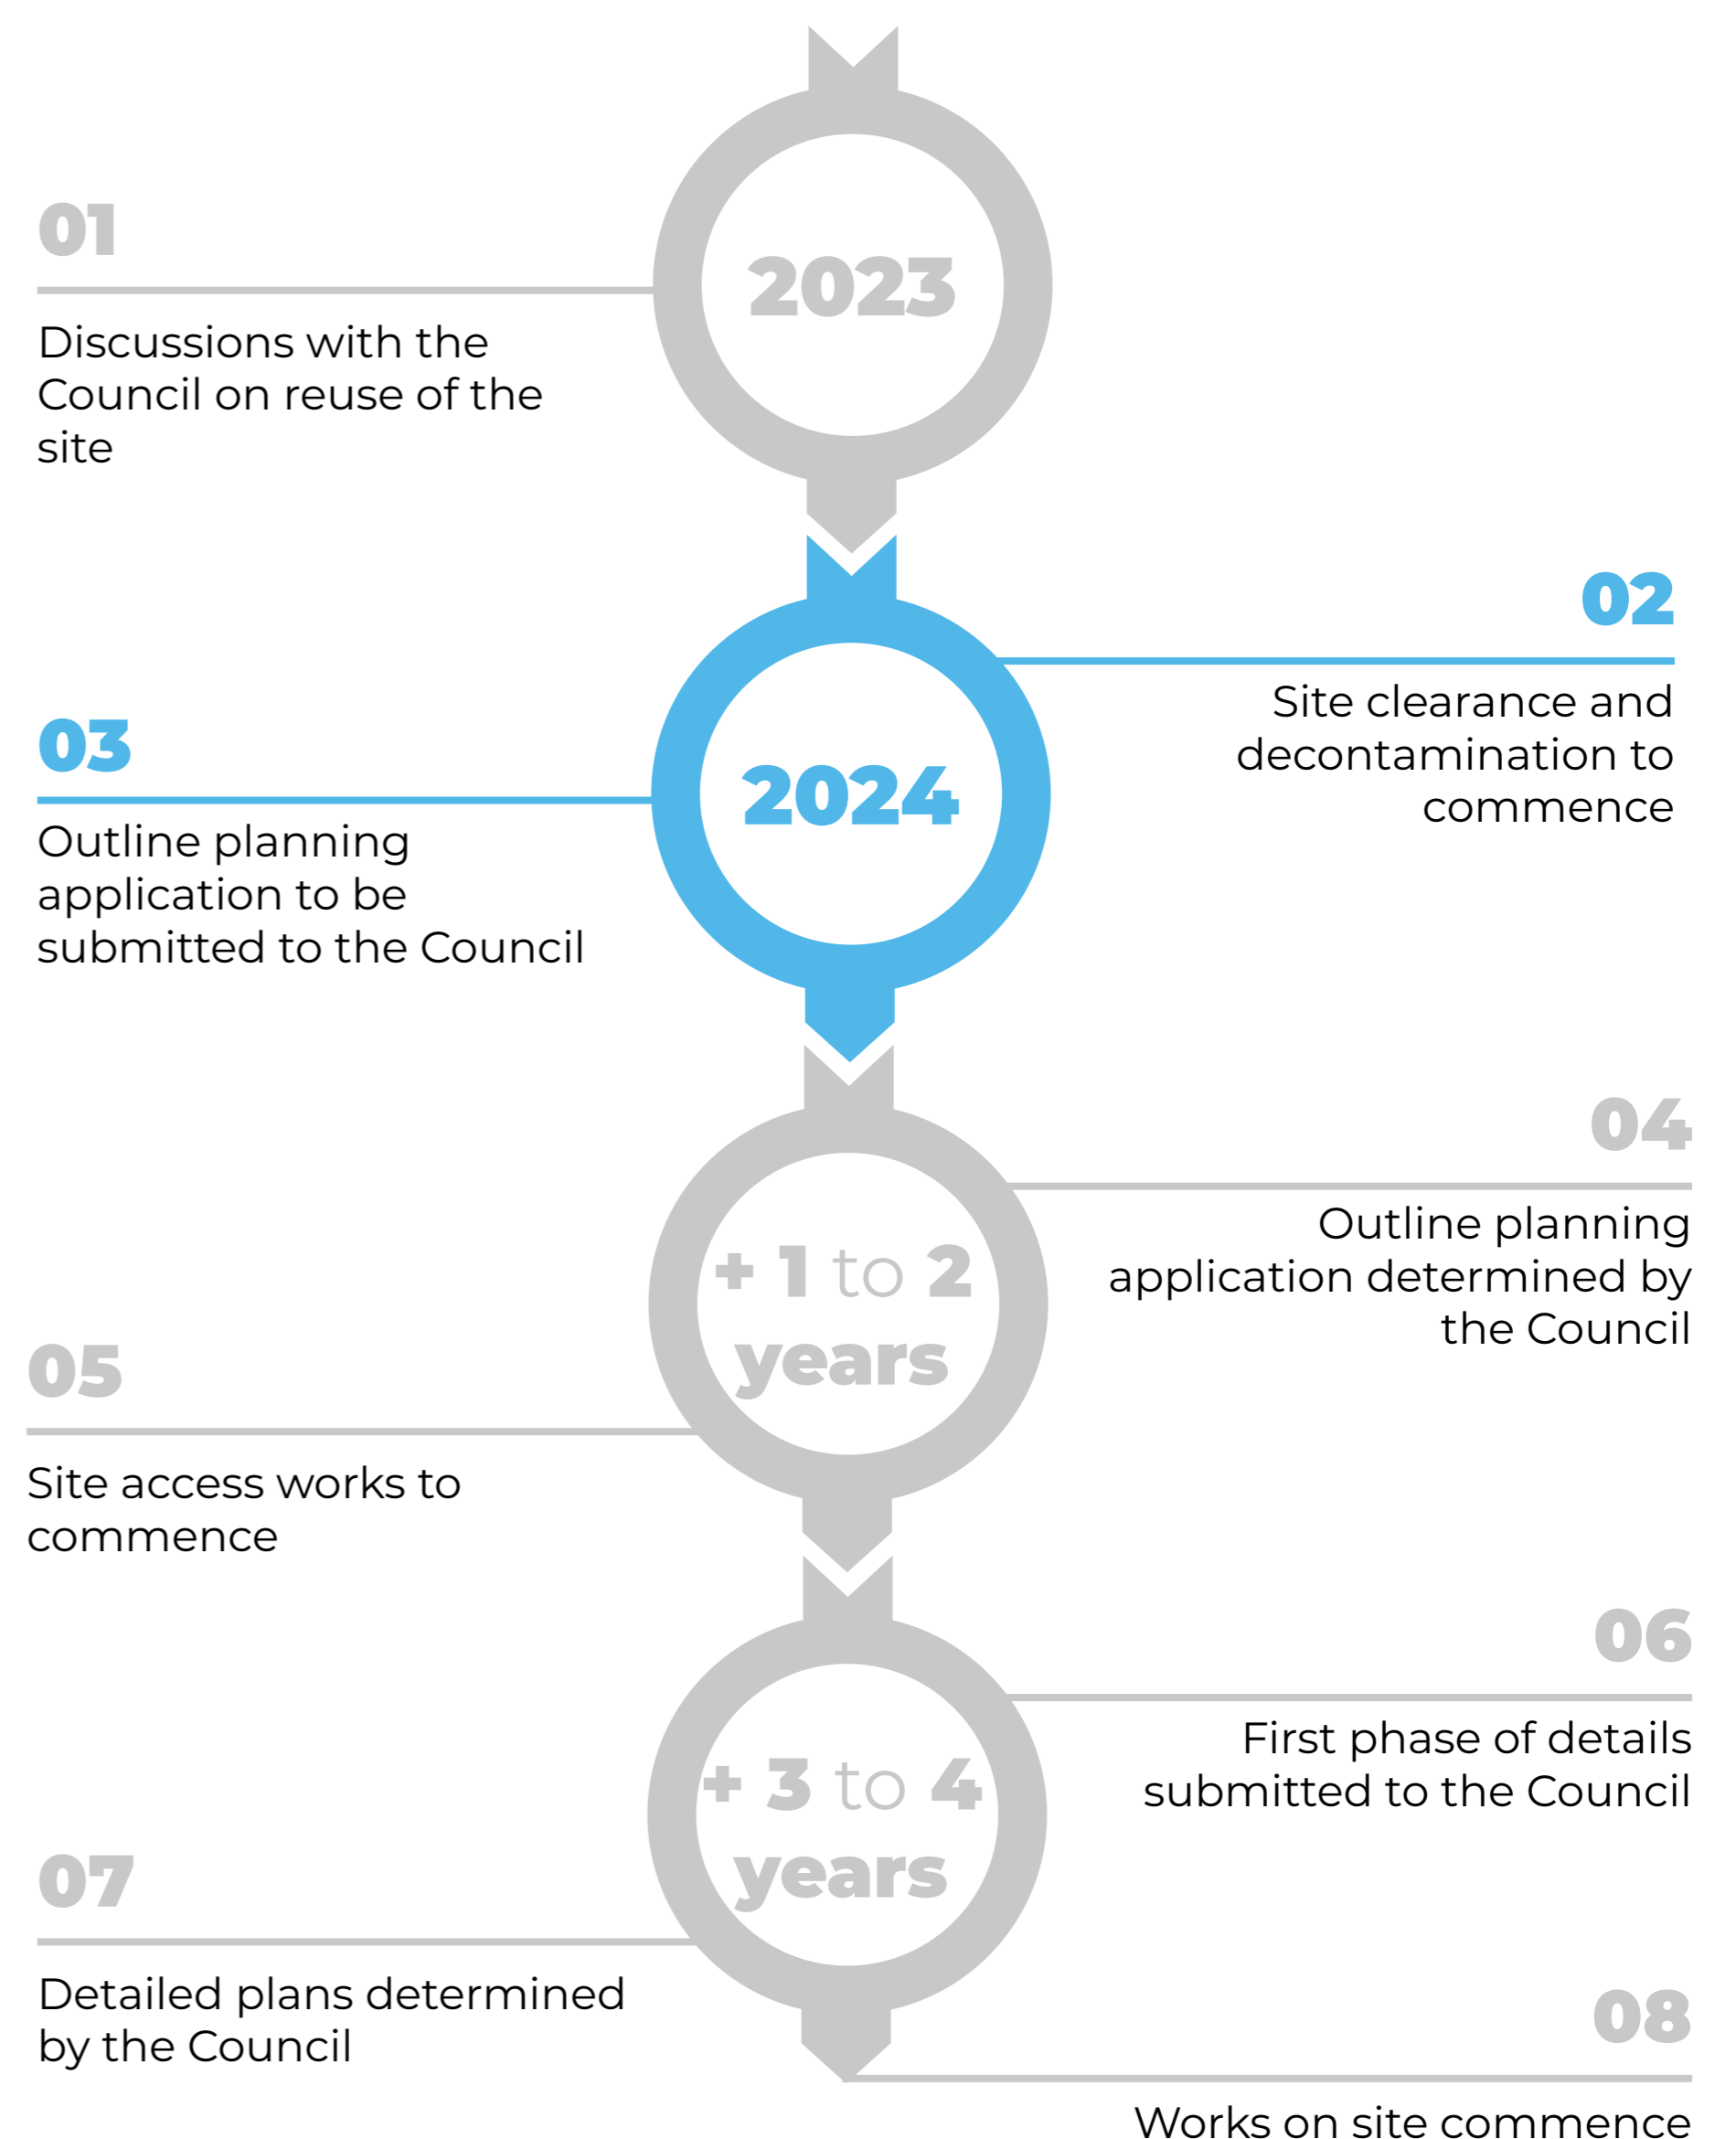 01
2023
Discussions with the
Council on reuse of the
site
02
Site clearance and
decontamination to
commence
03
2024
Outline planning
application to be
submitted to the Council
04
Outline planning
application determined by
the Council
+ 1 to 2
years
05
Site access works to
commence
06
First phase of details
submitted to the Council
+ 3 to 4
years
07
Detailed plans determined
by the Council
08
Works on site commence